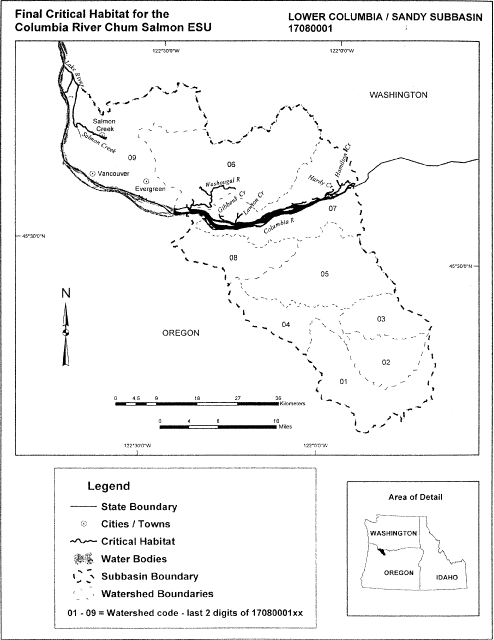 Final Critical Habitat for the
Columbia River Chum Salmon ESU
LOWER COLUMBIA / SANDY SUBBASIN
17080001
122°30'0"W
122°0'0"W
Lake River
WASHINGTON
Salmon
Creek
Salmon Creek
09
06
Hamilton Cr
Vancouver
Evergreen
Washougal R
Hardy Cr
Gibbons Cr
Lawton Cr
07
Columbia R
45°30'0"N
08
45°30'0"N
05
N
OREGON
04
03
02
01
0 4.5 9 18 27 36
Kilometers
0 4 8 16
Miles
122°30'0"W
122°0'0"W
Legend
State Boundary
Cities / Towns
Critical Habitat
Water Bodies
Subbasin Boundary
Watershed Boundaries
01 - 09 = Watershed code - last 2 digits of 17080001xx
Area of Detail
WASHINGTON
OREGON
IDAHO